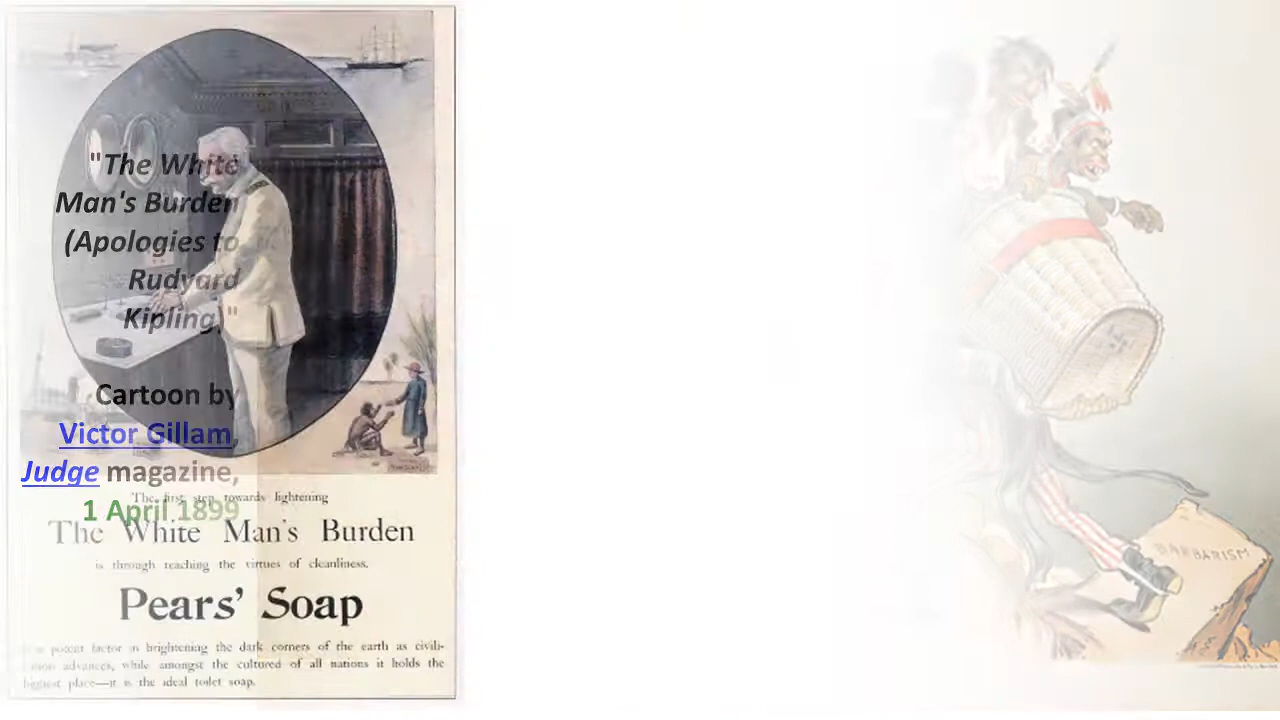 "The White
Man's Burden
(Apologies to
Rudyard
Kipling)"
Cartoon by
Victor Gillam,
Judge magazine,
1 April 1899
The first step towards lightening
The White Man's Burden
is through teaching the virtues of cleanliness.
Pears' Soap
is a potent factor in brightening the dark corners of the earth as civili-
zation advances, while amongst the cultured of all nations it holds the
highest place—it is the ideal toilet soap.
BARBARISM